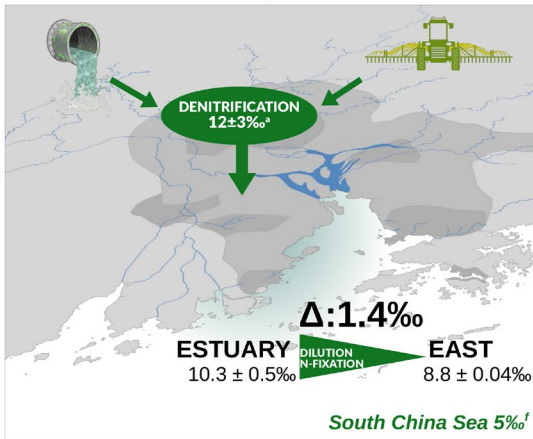 DENITRIFICATION
12±3‰ᵃ
Δ:1.4‰
ESTUARY
10.3 ± 0.5‰
DILUTION
N-FIXATION
EAST
8.8 ± 0.04‰
South China Sea 5‰ᶠ